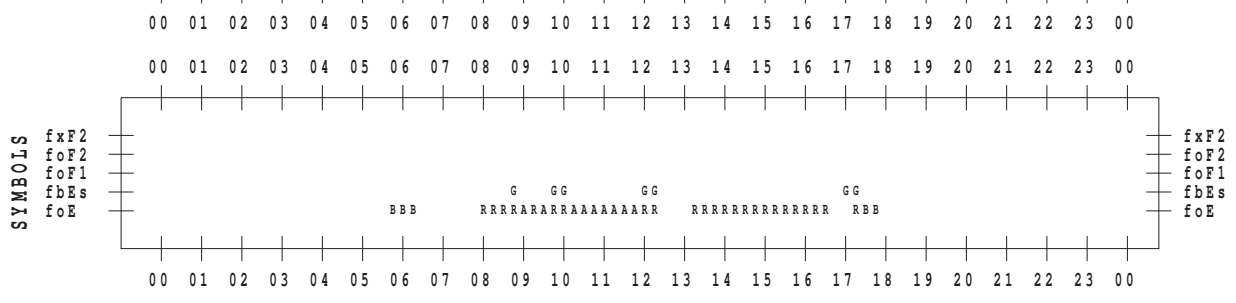 00 01 02 03 04 05 06 07 08 09 10 11 12 13 14 15 16 17 18 19 20 21 22 23 00
00 01 02 03 04 05 06 07 08 09 10 11 12 13 14 15 16 17 18 19 20 21 22 23 00
SYMBOLS
fxF2 fxF2
foF2 foF2
foF1 foF1
fbEs G GG GG GG fbEs
foE BBB RRRRARARRAAAAAAARR RRRRRRRRRRRRRR RBB foE
00 01 02 03 04 05 06 07 08 09 10 11 12 13 14 15 16 17 18 19 20 21 22 23 00